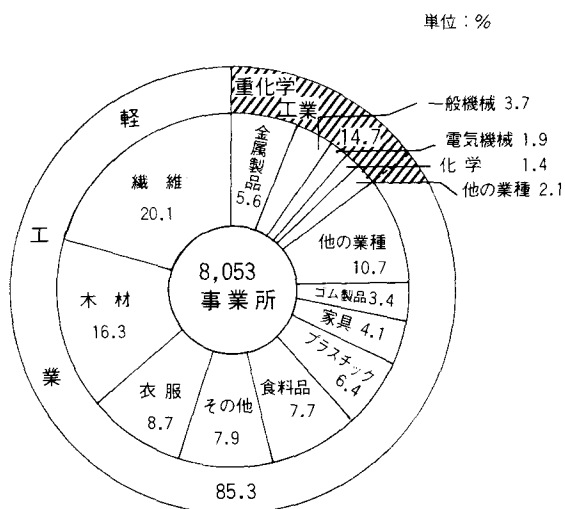 単位：％
重化学
工業
14.7
一般機械 3.7
電気機械 1.9
化学 1.4
他の業種 2.1
金属製品
5.6
他の業種
10.7
ゴム製品3.4
家具 4.1
プラスチック
6.4
食料品
7.7
その他
7.9
衣服
8.7
木材
16.3
繊維
20.1
軽
工
業
85.3
8,053
事業所